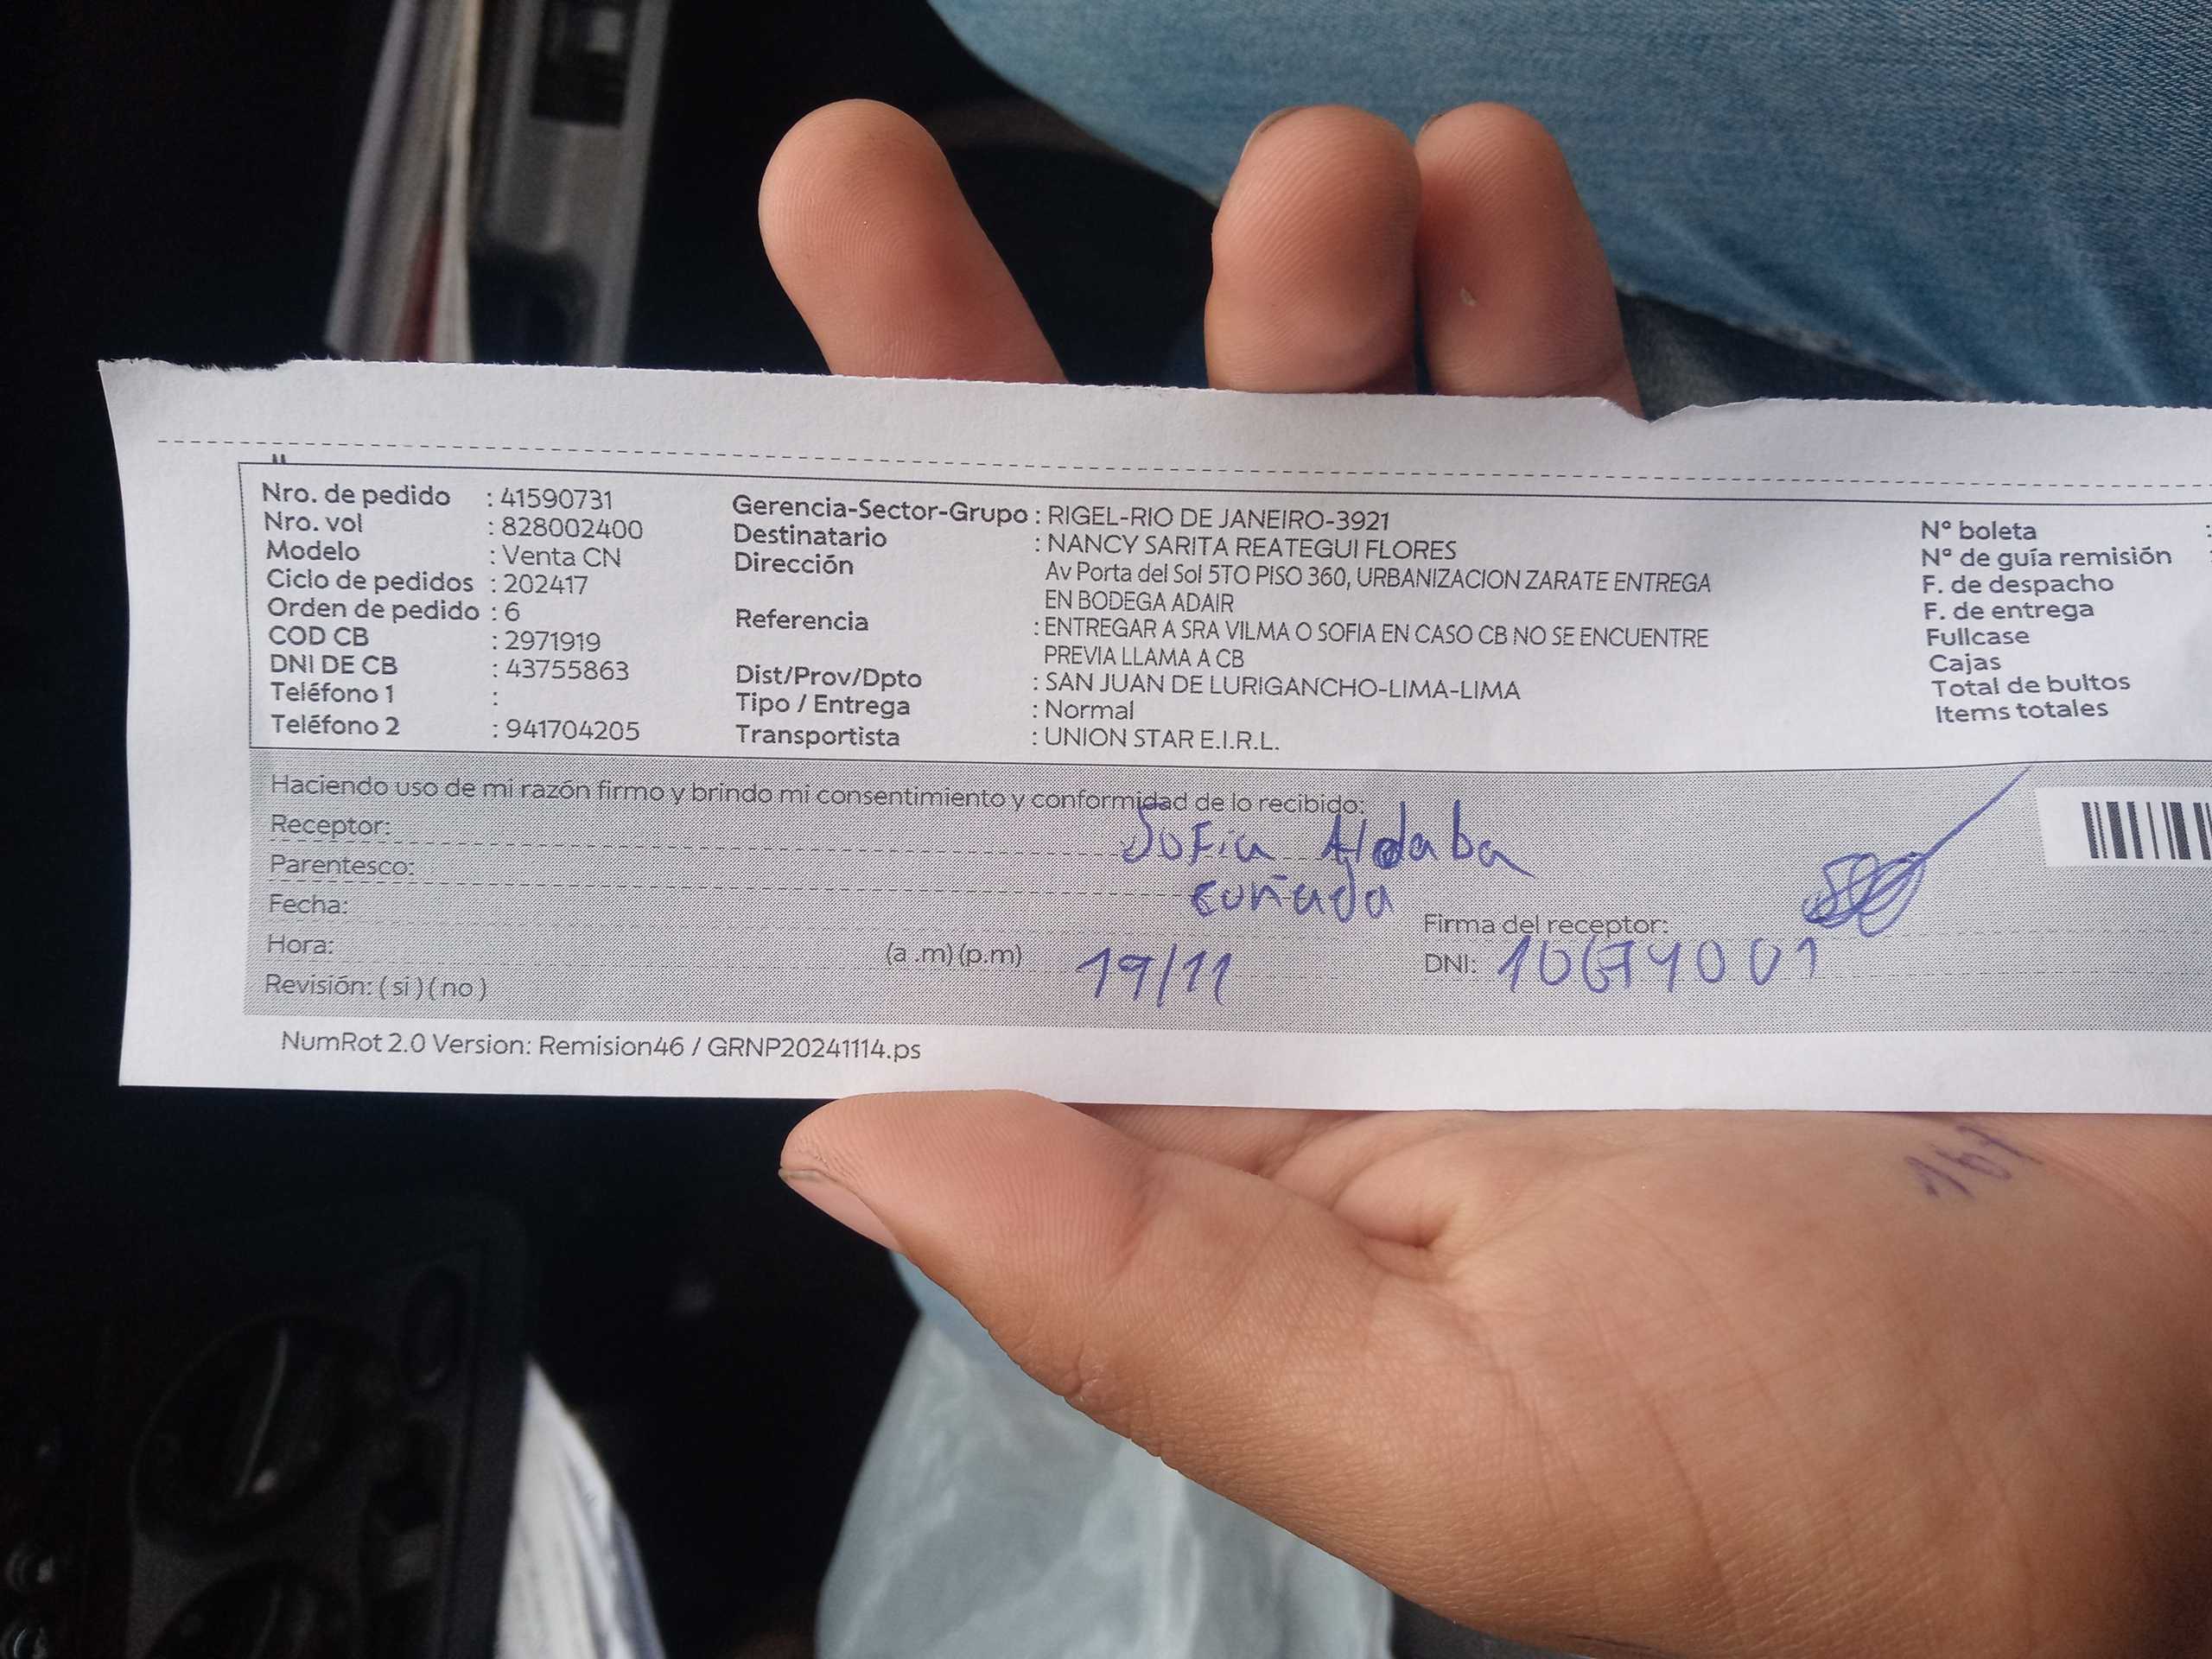 Nro. de pedido : 41590731
Nro. vol : 828002400
Modelo : Venta CN
Ciclo de pedidos : 202417
Orden de pedido : 6
COD CB : 2971919
DNI DE CB : 43755863
Teléfono 1 :
Teléfono 2 : 941704205
Gerencia-Sector-Grupo : RIGEL-RIO DE JANEIRO-3921
Destinatario : NANCY SARITA REATEGUI FLORES
Dirección Av Porta del Sol 5TO PISO 360, URBANIZACION ZARATE ENTREGA
EN BODEGA ADAIR
Referencia : ENTREGAR A SRA VILMA O SOFIA EN CASO CB NO SE ENCUENTRE
PREVIA LLAMA A CB
Dist/Prov/Dpto : SAN JUAN DE LURIGANCHO-LIMA-LIMA
Tipo / Entrega : Normal
Transportista : UNION STAR E.I.R.L.
N° boleta :
N° de guía remisión :
F. de despacho
F. de entrega
Fullcase
Cajas
Total de bultos
Items totales
Haciendo uso de mi razón firmo y brindo mi consentimiento y conformidad de lo recibido:
Receptor: Sofia Aldaba
Parentesco: cuñada
Fecha:
Firma del receptor:
Hora: (a .m) (p.m) 19/11
DNI: 10674001
Revisión: ( si ) ( no )
NumRot 2.0 Version: Remision46 / GRNP20241114.ps
167